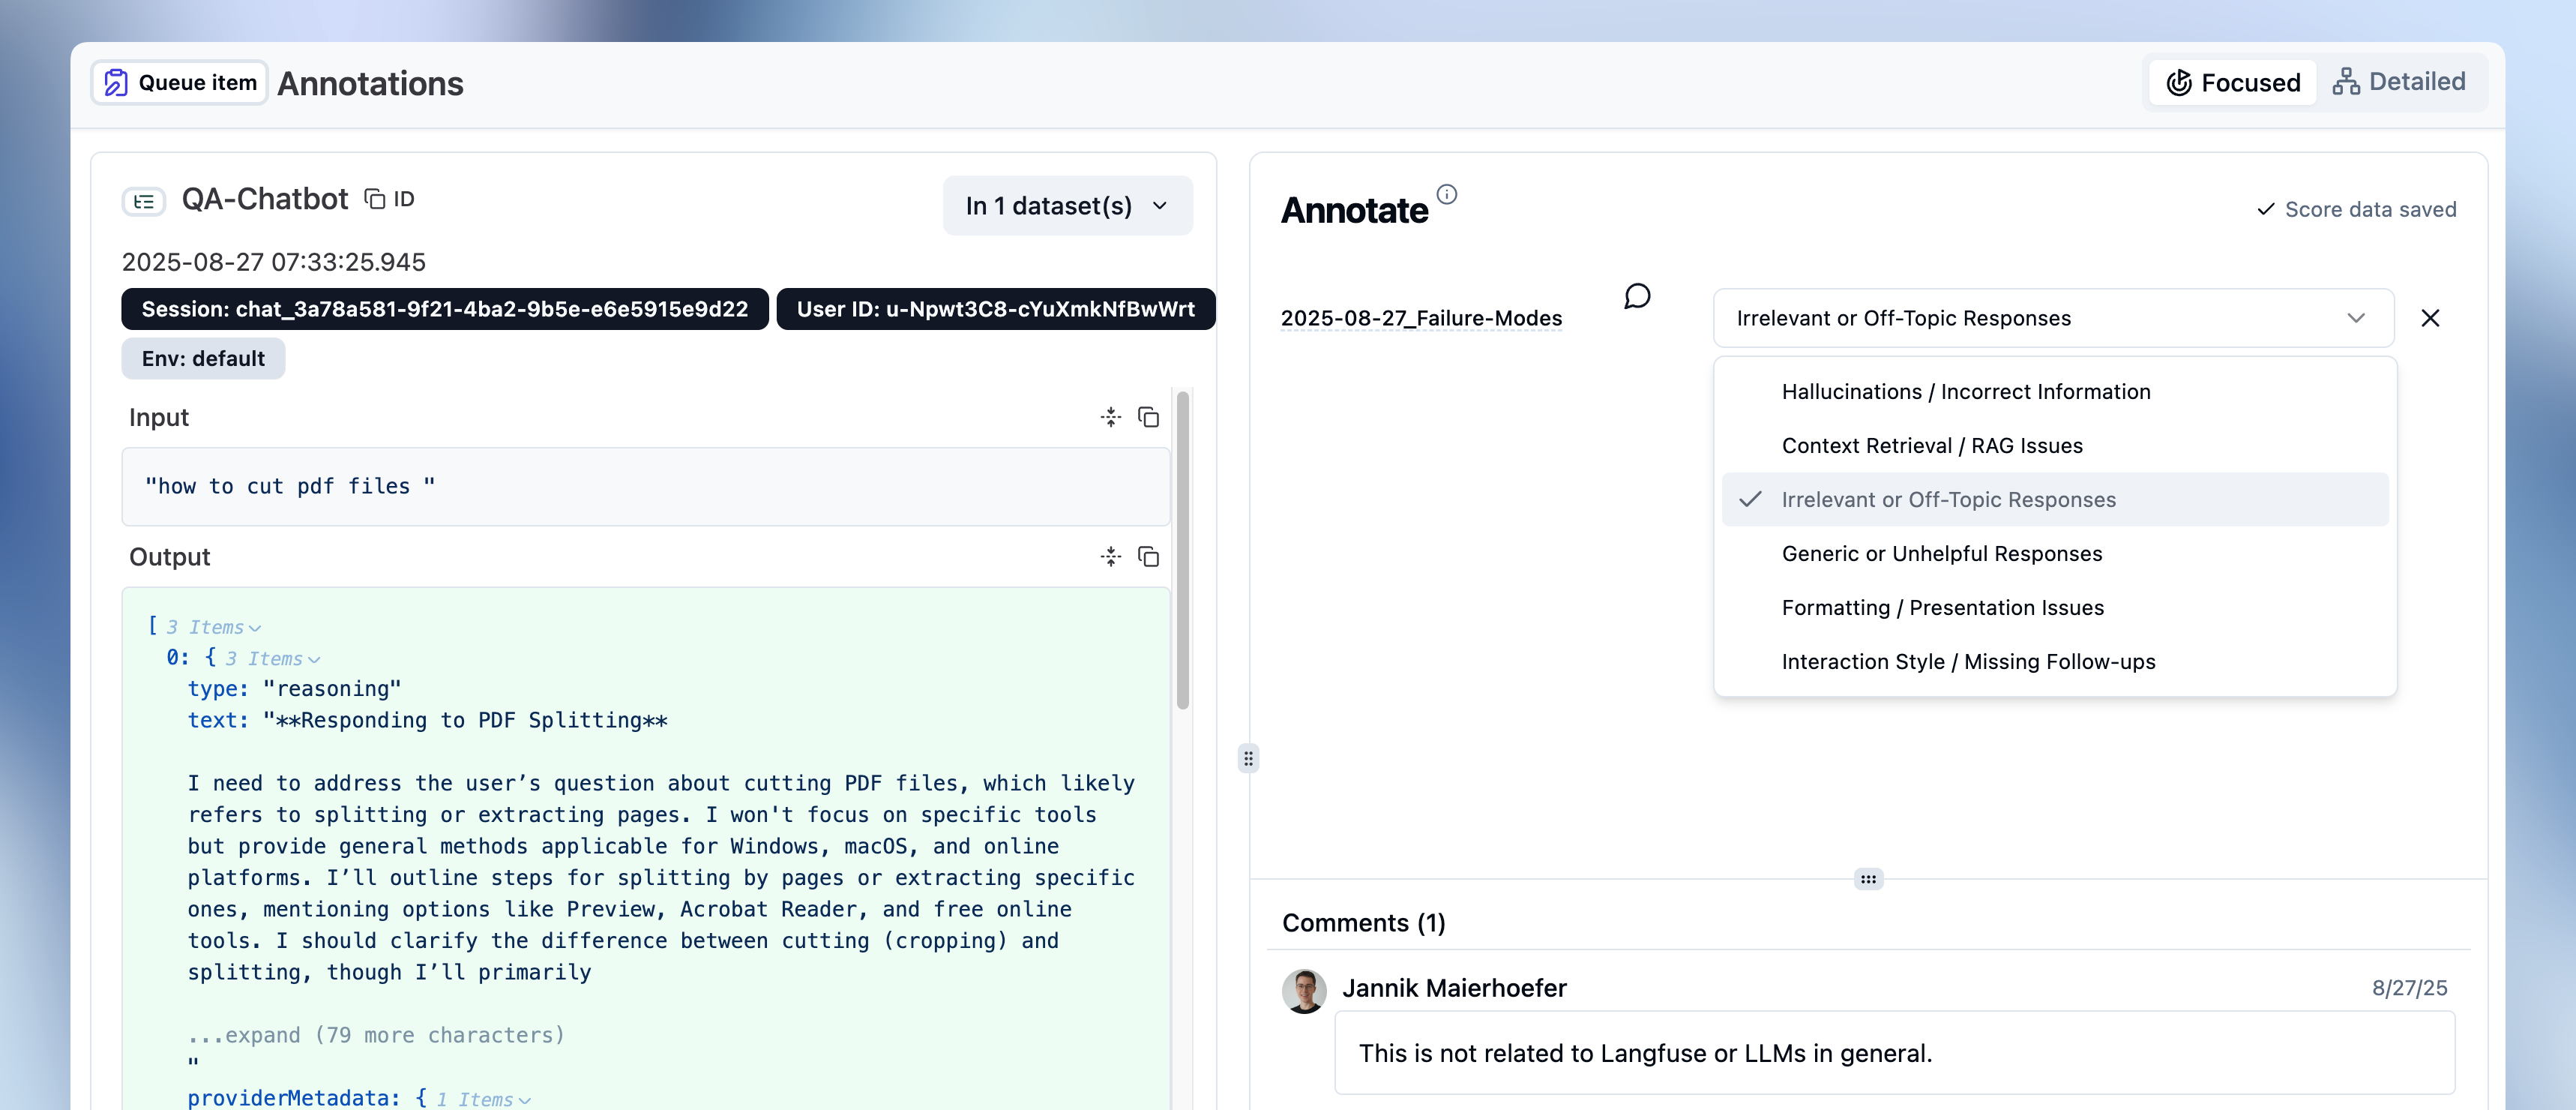 Queue item Annotations
Focused
Detailed
QA-Chatbot ID
In 1 dataset(s)
2025-08-27 07:33:25.945
Session: chat_3a78a581-9f21-4ba2-9b5e-e6e5915e9d22
User ID: u-Npwt3C8-cYuXmkNfBwWrt
Env: default
Input
"how to cut pdf files "
Output
[ 3 Items
0: { 3 Items
type: "reasoning"
text: "**Responding to PDF Splitting**
I need to address the user’s question about cutting PDF files, which likely
refers to splitting or extracting pages. I won't focus on specific tools
but provide general methods applicable for Windows, macOS, and online
platforms. I’ll outline steps for splitting by pages or extracting specific
ones, mentioning options like Preview, Acrobat Reader, and free online
tools. I should clarify the difference between cutting (cropping) and
splitting, though I’ll primarily
...expand (79 more characters)
"
providerMetadata: { 1 Items
Annotate
Score data saved
2025-08-27_Failure-Modes
Irrelevant or Off-Topic Responses
Hallucinations / Incorrect Information
Context Retrieval / RAG Issues
Irrelevant or Off-Topic Responses
Generic or Unhelpful Responses
Formatting / Presentation Issues
Interaction Style / Missing Follow-ups
Comments (1)
Jannik Maierhoefer
8/27/25
This is not related to Langfuse or LLMs in general.